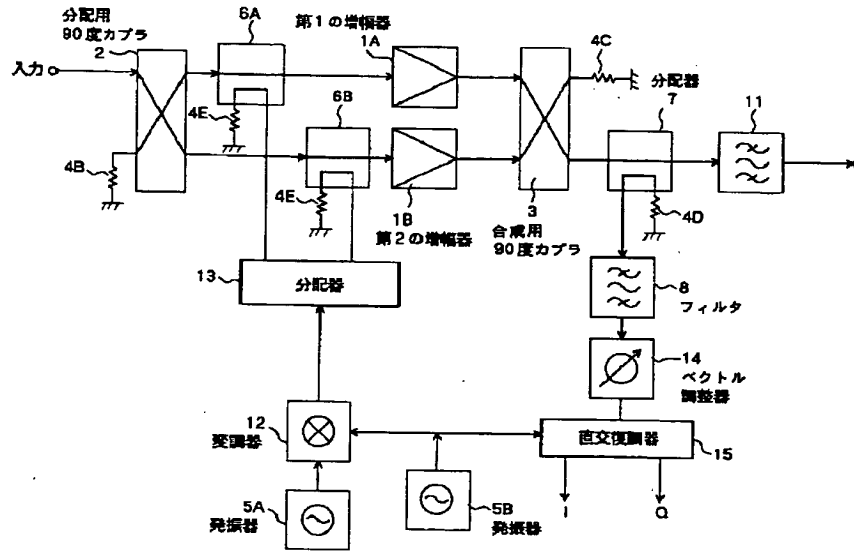 分配用
90度カプラ
2
入力
4B
6A
4E
第1の増幅器
1A
6B
4E
1B
第2の増幅器
3
合成用
90度カプラ
4C
分配器
7
4D
11
13
分配器
8
フィルタ
14
ベクトル
調整器
12
変調器
直交復調器
15
5A
発振器
5B
発振器
I
Q